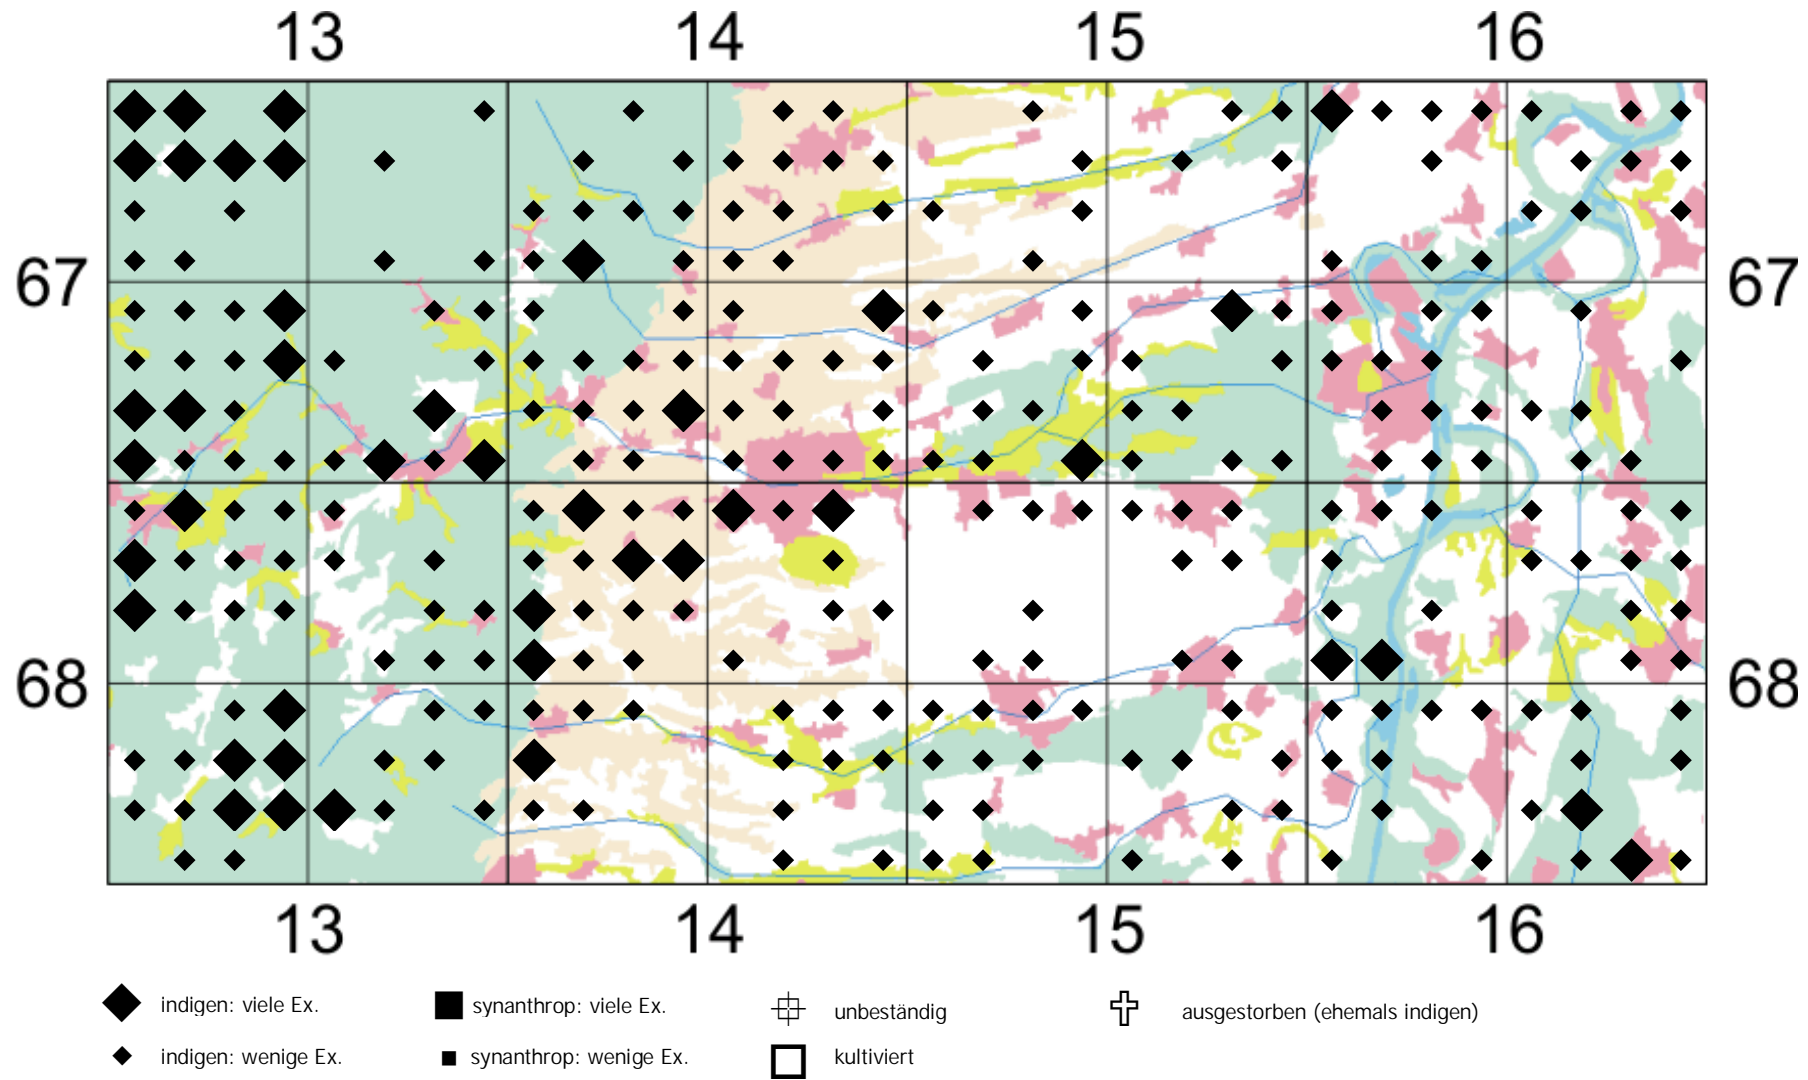 13 14 15 16
67 67
68 68
13 14 15 16
indigen: viele Ex. synanthrop: viele Ex. unbeständig ausgestorben (ehemals indigen)
indigen: wenige Ex. synanthrop: wenige Ex. kultiviert